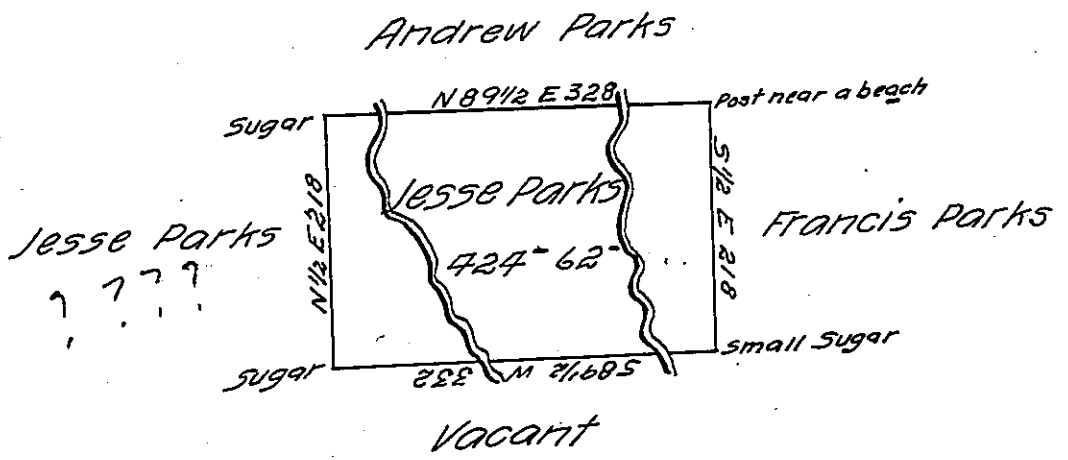 Andrew Parks
N 89 1/2 E 328
Post near a beach
Sugar
Jesse Parks
N 1/2 E 218
Jesse Parks
424 - 62 -
S 1/2 E 218
Francis Parks
? ? ? ?
Sugar
S 89 1/2 W 332
Small Sugar
Vacant